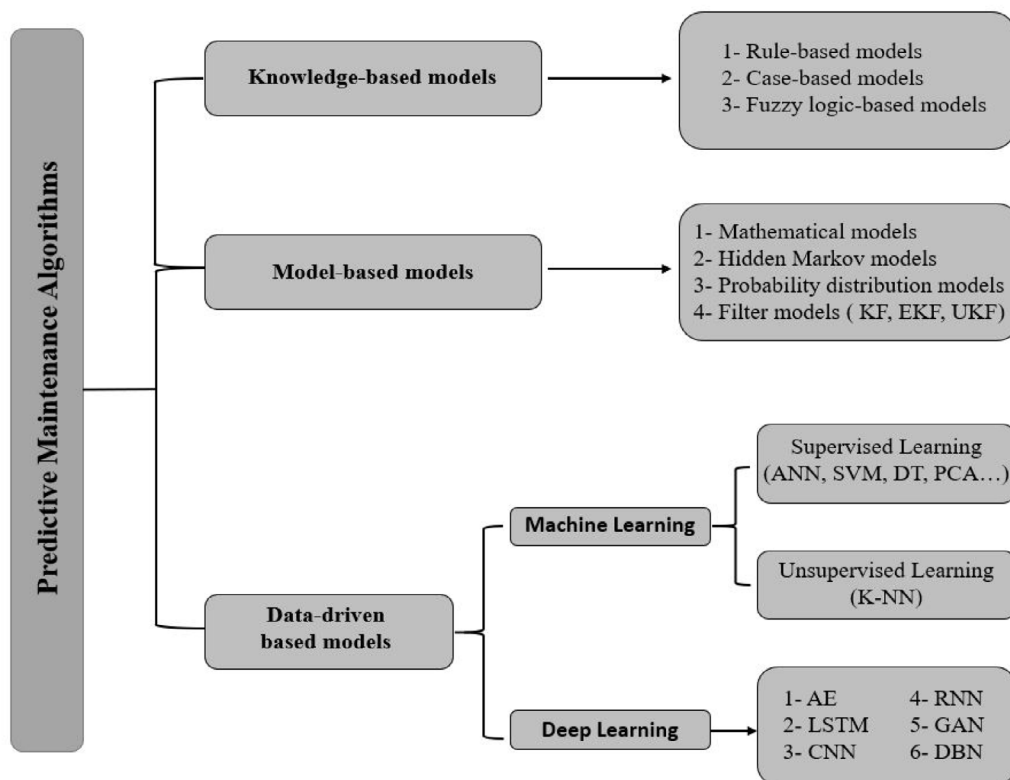 Predictive Maintenance Algorithms
Knowledge-based models
1- Rule-based models
2- Case-based models
3- Fuzzy logic-based models
Model-based models
1- Mathematical models
2- Hidden Markov models
3- Probability distribution models
4- Filter models ( KF, EKF, UKF)
Data-driven
based models
Machine Learning
Supervised Learning
(ANN, SVM, DT, PCA…)
Unsupervised Learning
(K-NN)
Deep Learning
1- AE 4- RNN
2- LSTM 5- GAN
3- CNN 6- DBN